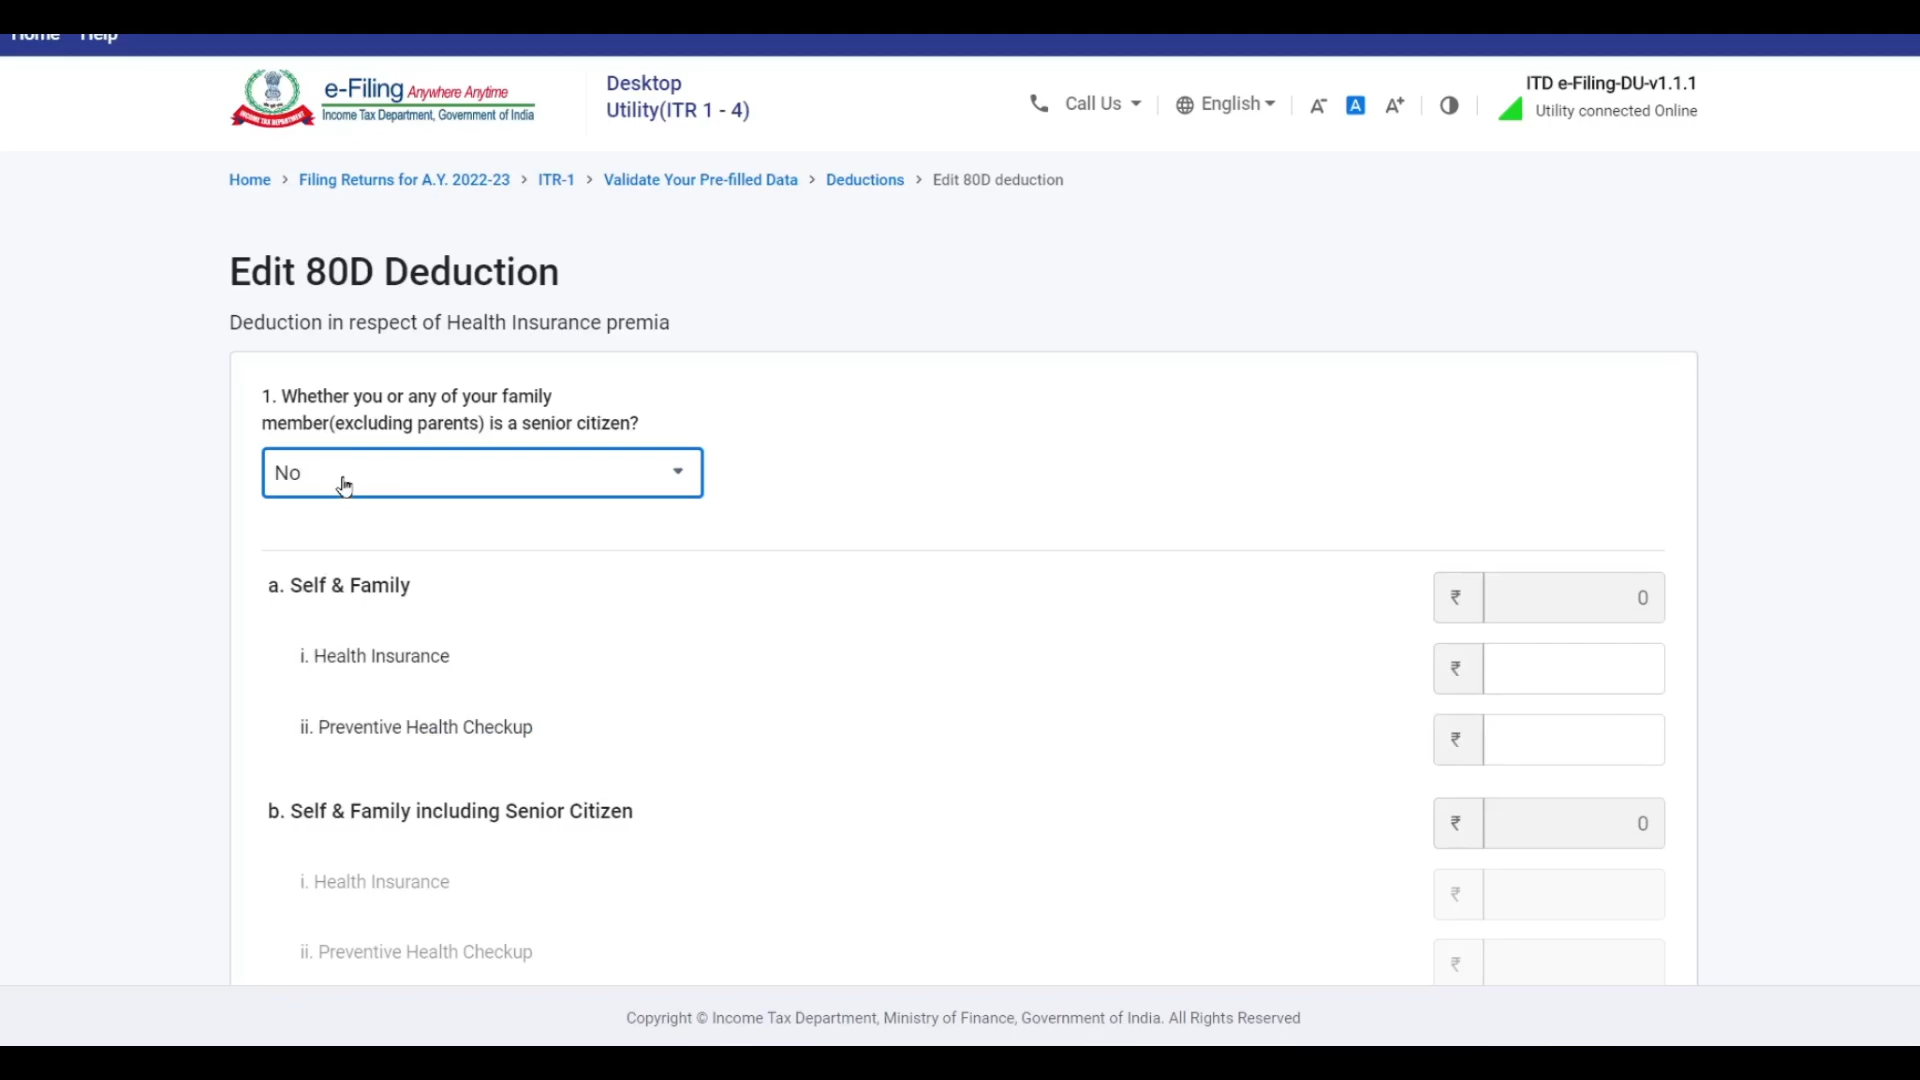 Home Help
e-Filing Anywhere Anytime
Income Tax Department, Government of India
INCOME TAX DEPARTMENT
Desktop
Utility(ITR 1 - 4)
Call Us
English
A-
A
A+
ITD e-Filing-DU-v1.1.1
Utility connected Online
Home > Filing Returns for A.Y. 2022-23 > ITR-1 > Validate Your Pre-filled Data > Deductions > Edit 80D deduction
Edit 80D Deduction
Deduction in respect of Health Insurance premia
1. Whether you or any of your family
member(excluding parents) is a senior citizen?
No
a. Self & Family ₹ 0
i. Health Insurance ₹
ii. Preventive Health Checkup ₹
b. Self & Family including Senior Citizen ₹ 0
i. Health Insurance ₹
ii. Preventive Health Checkup ₹
Copyright © Income Tax Department, Ministry of Finance, Government of India. All Rights Reserved